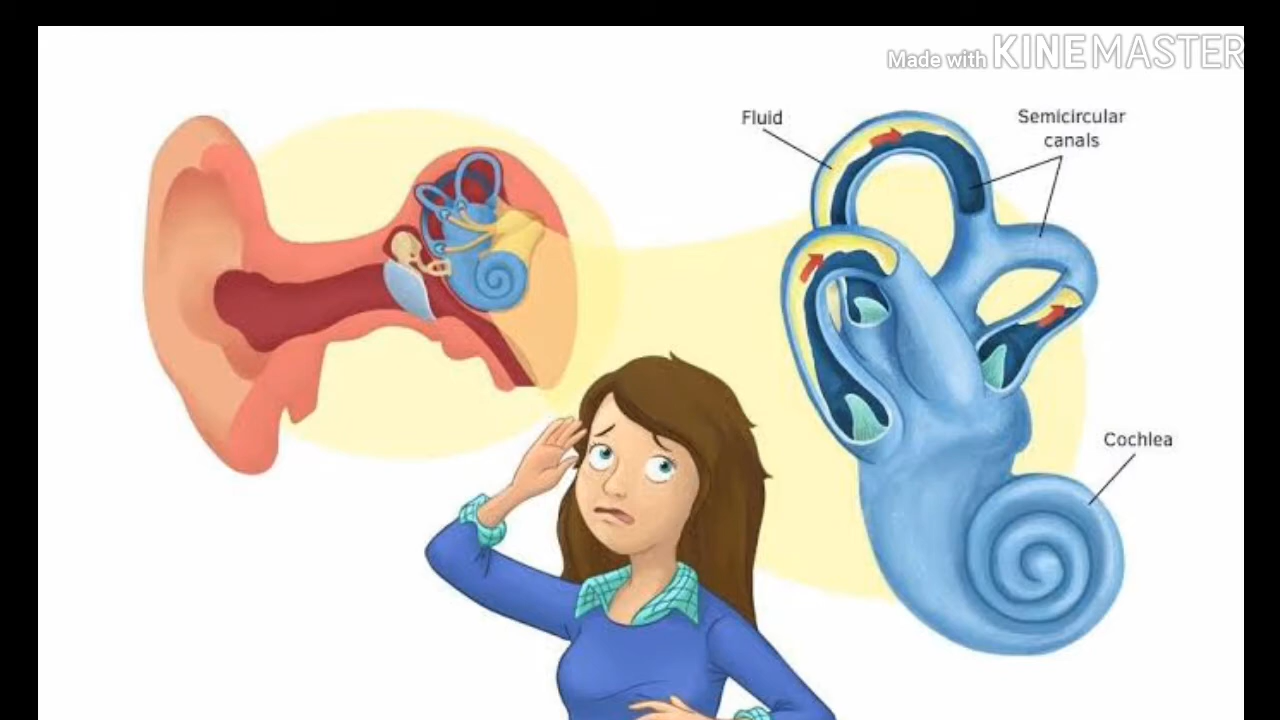 Made with KINEMASTER
Fluid
Semicircular
canals
Cochlea